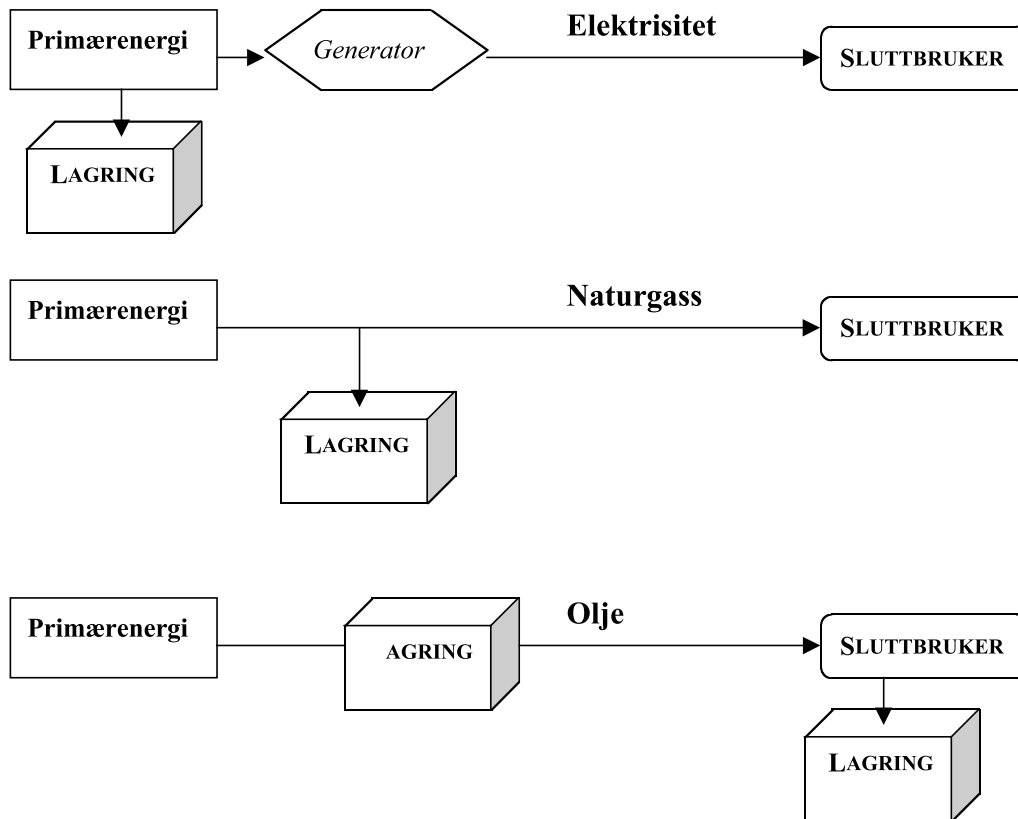 Elektrisitet
Primærenergi
Generator
SLUTTBRUKER
LAGRING
Naturgass
Primærenergi
SLUTTBRUKER
LAGRING
Olje
Primærenergi
AGRING
SLUTTBRUKER
LAGRING